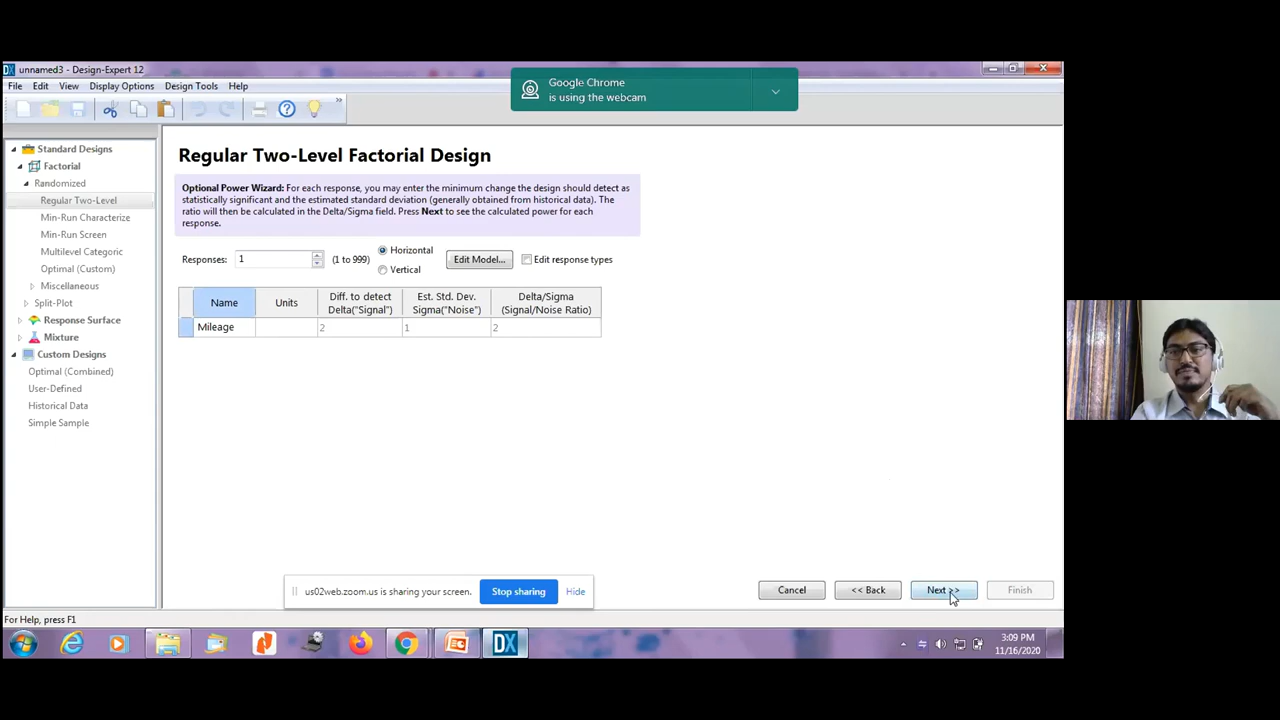 unnamed3 - Design-Expert 12
Google Chrome
is using the webcam
File Edit View Display Options Design Tools Help
Standard Designs
Factorial
Randomized
Regular Two-Level
Min-Run Characterize
Min-Run Screen
Multilevel Categoric
Optimal (Custom)
Miscellaneous
Split-Plot
Response Surface
Mixture
Custom Designs
Optimal (Combined)
User-Defined
Historical Data
Simple Sample
Regular Two-Level Factorial Design
Optional Power Wizard: For each response, you may enter the minimum change the design should detect as
statistically significant and the estimated standard deviation (generally obtained from historical data). The
ratio will then be calculated in the Delta/Sigma field. Press Next to see the calculated power for each
response.
Responses: 1 (1 to 999) Horizontal Vertical Edit Model... Edit response types
Name Units Diff. to detect Delta("Signal") Est. Std. Dev. Sigma("Noise") Delta/Sigma (Signal/Noise Ratio)
Mileage 2 1 2
us02web.zoom.us is sharing your screen. Stop sharing Hide
Cancel << Back Next >> Finish
For Help, press F1
DX
3:09 PM
11/16/2020